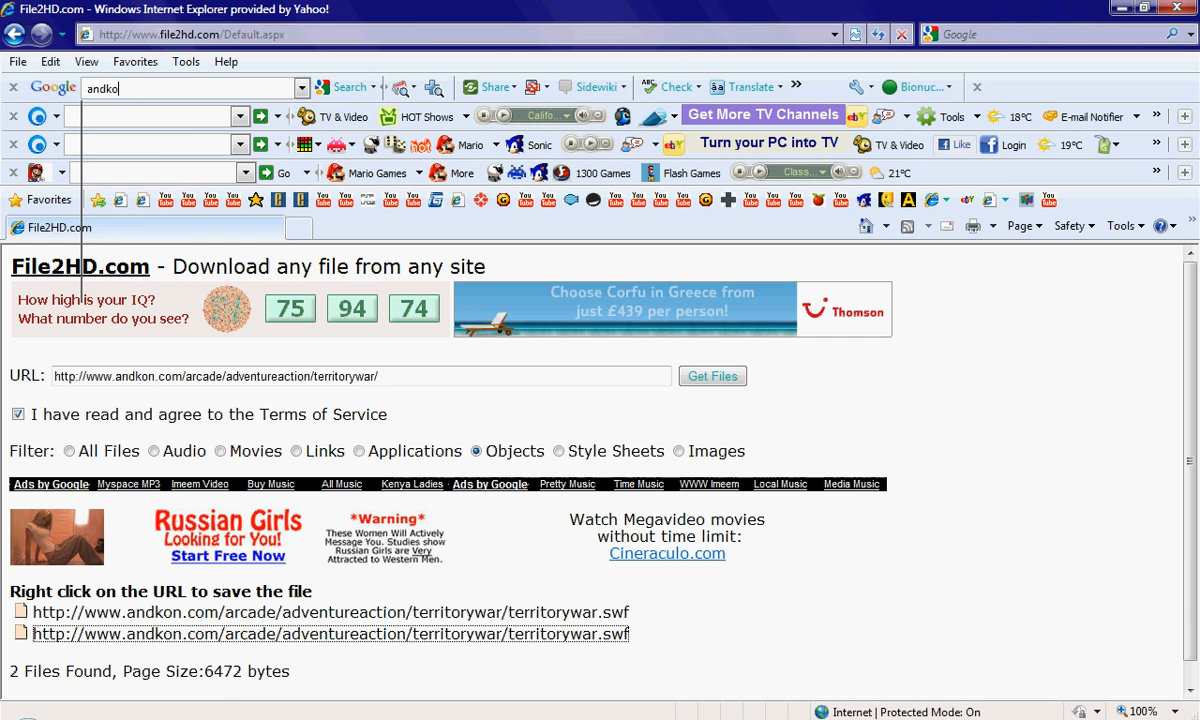 File2HD.com - Windows Internet Explorer provided by Yahoo!
http://www.file2hd.com/Default.aspx
Google
File Edit View Favorites Tools Help
Google andko Search Share Sidewiki Check Translate Bionuc...
TV & Video HOT Shows Califo... Get More TV Channels ebY Tools 18°C E-mail Notifier
hot Mario Sonic ebY Turn your PC into TV TV & Video Like Login 19°C
Go Mario Games More 1300 Games Flash Games Class... 21°C
Favorites
File2HD.com
Page Safety Tools
File2HD.com - Download any file from any site
How high is your IQ?
What number do you see?
75 94 74
Choose Corfu in Greece from
just £439 per person!
Thomson
URL: http://www.andkon.com/arcade/adventureaction/territorywar/ Get Files
I have read and agree to the Terms of Service
Filter: All Files Audio Movies Links Applications Objects Style Sheets Images
Ads by Google Myspace MP3 Imeem Video Buy Music All Music Kenya Ladies Ads by Google Pretty Music Time Music WWW Imeem Local Music Media Music
Russian Girls
Looking for You!
Start Free Now
*Warning*
These Women Will Actively
Message You. Studies show
Russian Girls are Very
Attracted to Western Men.
Watch Megavideo movies
without time limit:
Cineraculo.com
Right click on the URL to save the file
http://www.andkon.com/arcade/adventureaction/territorywar/territorywar.swf
http://www.andkon.com/arcade/adventureaction/territorywar/territorywar.swf
2 Files Found, Page Size:6472 bytes
Internet | Protected Mode: On
100%